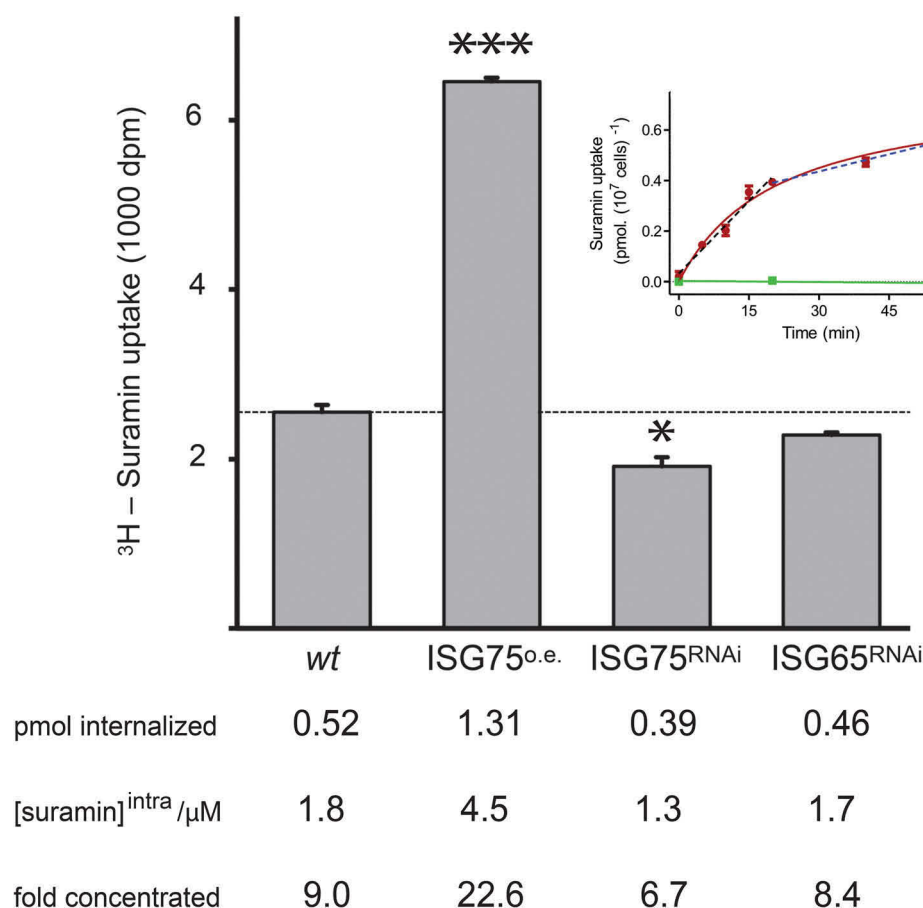 ***
6
4
2
³H – Suramin uptake (1000 dpm)
*
Suramin uptake
(pmol. (10⁷ cells) ⁻¹)
0.6
0.4
0.2
0.0
0 15 30 45
Time (min)
wt ISG75ᵒ·ᵉ· ISG75ᴿᴺᴬⁱ ISG65ᴿᴺᴬⁱ
pmol internalized 0.52 1.31 0.39 0.46
[suramin]ⁱⁿᵗʳᵃ /µM 1.8 4.5 1.3 1.7
fold concentrated 9.0 22.6 6.7 8.4